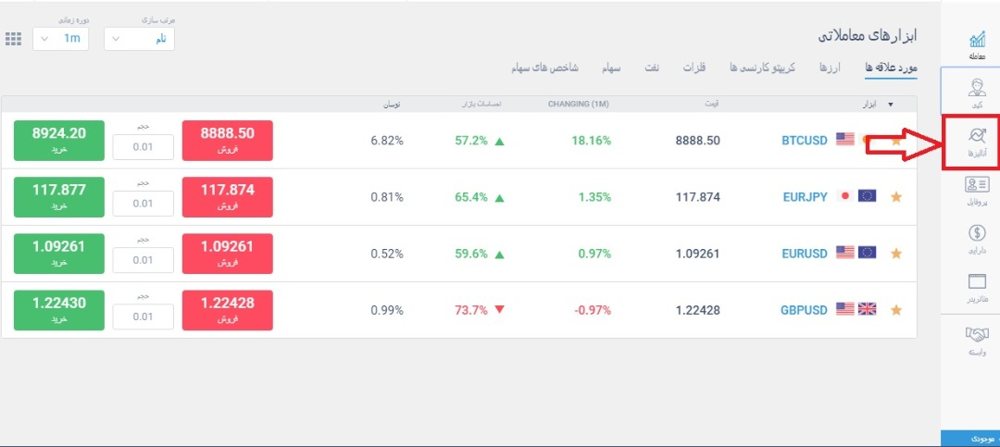 ابزارهای معاملاتی
مرتب سازی
نام
دوره زمانی
1m
مورد علاقه ها
ارزها
کریپتو کارنسی ها
فلزات
نفت
سهام
شاخص های سهام
ابزار
قیمت
CHANGING (1M)
احساسات بازار
نوسان
BTCUSD 8888.50 18.16% 57.2% 6.82%
8888.50
فروش
حجم
0.01
8924.20
خرید
EURJPY 117.874 1.35% 65.4% 0.81%
117.874
فروش
حجم
0.01
117.877
خرید
EURUSD 1.09261 0.97% 59.6% 0.52%
1.09261
فروش
حجم
0.01
1.09261
خرید
GBPUSD 1.22428 -0.97% 73.7% 0.99%
1.22428
فروش
حجم
0.01
1.22430
خرید
معامله
کپی
آنالیزها
پروفایل
دارایی
متاتریدر
وابسته
موجودی